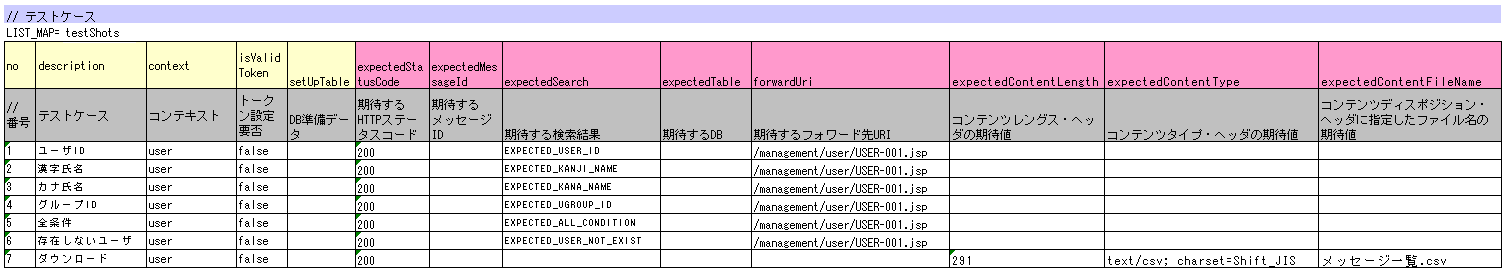 // テストケース
LIST_MAP= testShots
no description context isValidToken setUpTable expectedStatusCode expectedMessageId expectedSearch expectedTable forwardUri expectedContentLength expectedContentType expectedContentFileName
// 番号 テストケース コンテキスト トークン設定要否 DB準備データ 期待するHTTPステータスコード 期待するメッセージID 期待する検索結果 期待するDB 期待するフォワード先URI コンテンツレングス・ヘッダの期待値 コンテンツタイプ・ヘッダの期待値 コンテンツディスポジション・ヘッダに指定したファイル名の期待値
1 ユーザID user false 200 EXPECTED_USER_ID /management/user/USER-001.jsp
2 漢字氏名 user false 200 EXPECTED_KANJI_NAME /management/user/USER-001.jsp
3 カナ氏名 user false 200 EXPECTED_KANA_NAME /management/user/USER-001.jsp
4 グループID user false 200 EXPECTED_UGROUP_ID /management/user/USER-001.jsp
5 全条件 user false 200 EXPECTED_ALL_CONDITION /management/user/USER-001.jsp
6 存在しないユーザ user false 200 EXPECTED_USER_NOT_EXIST /management/user/USER-001.jsp
7 ダウンロード user false 200 291 text/csv; charset=Shift_JIS メッセージ一覧.csv